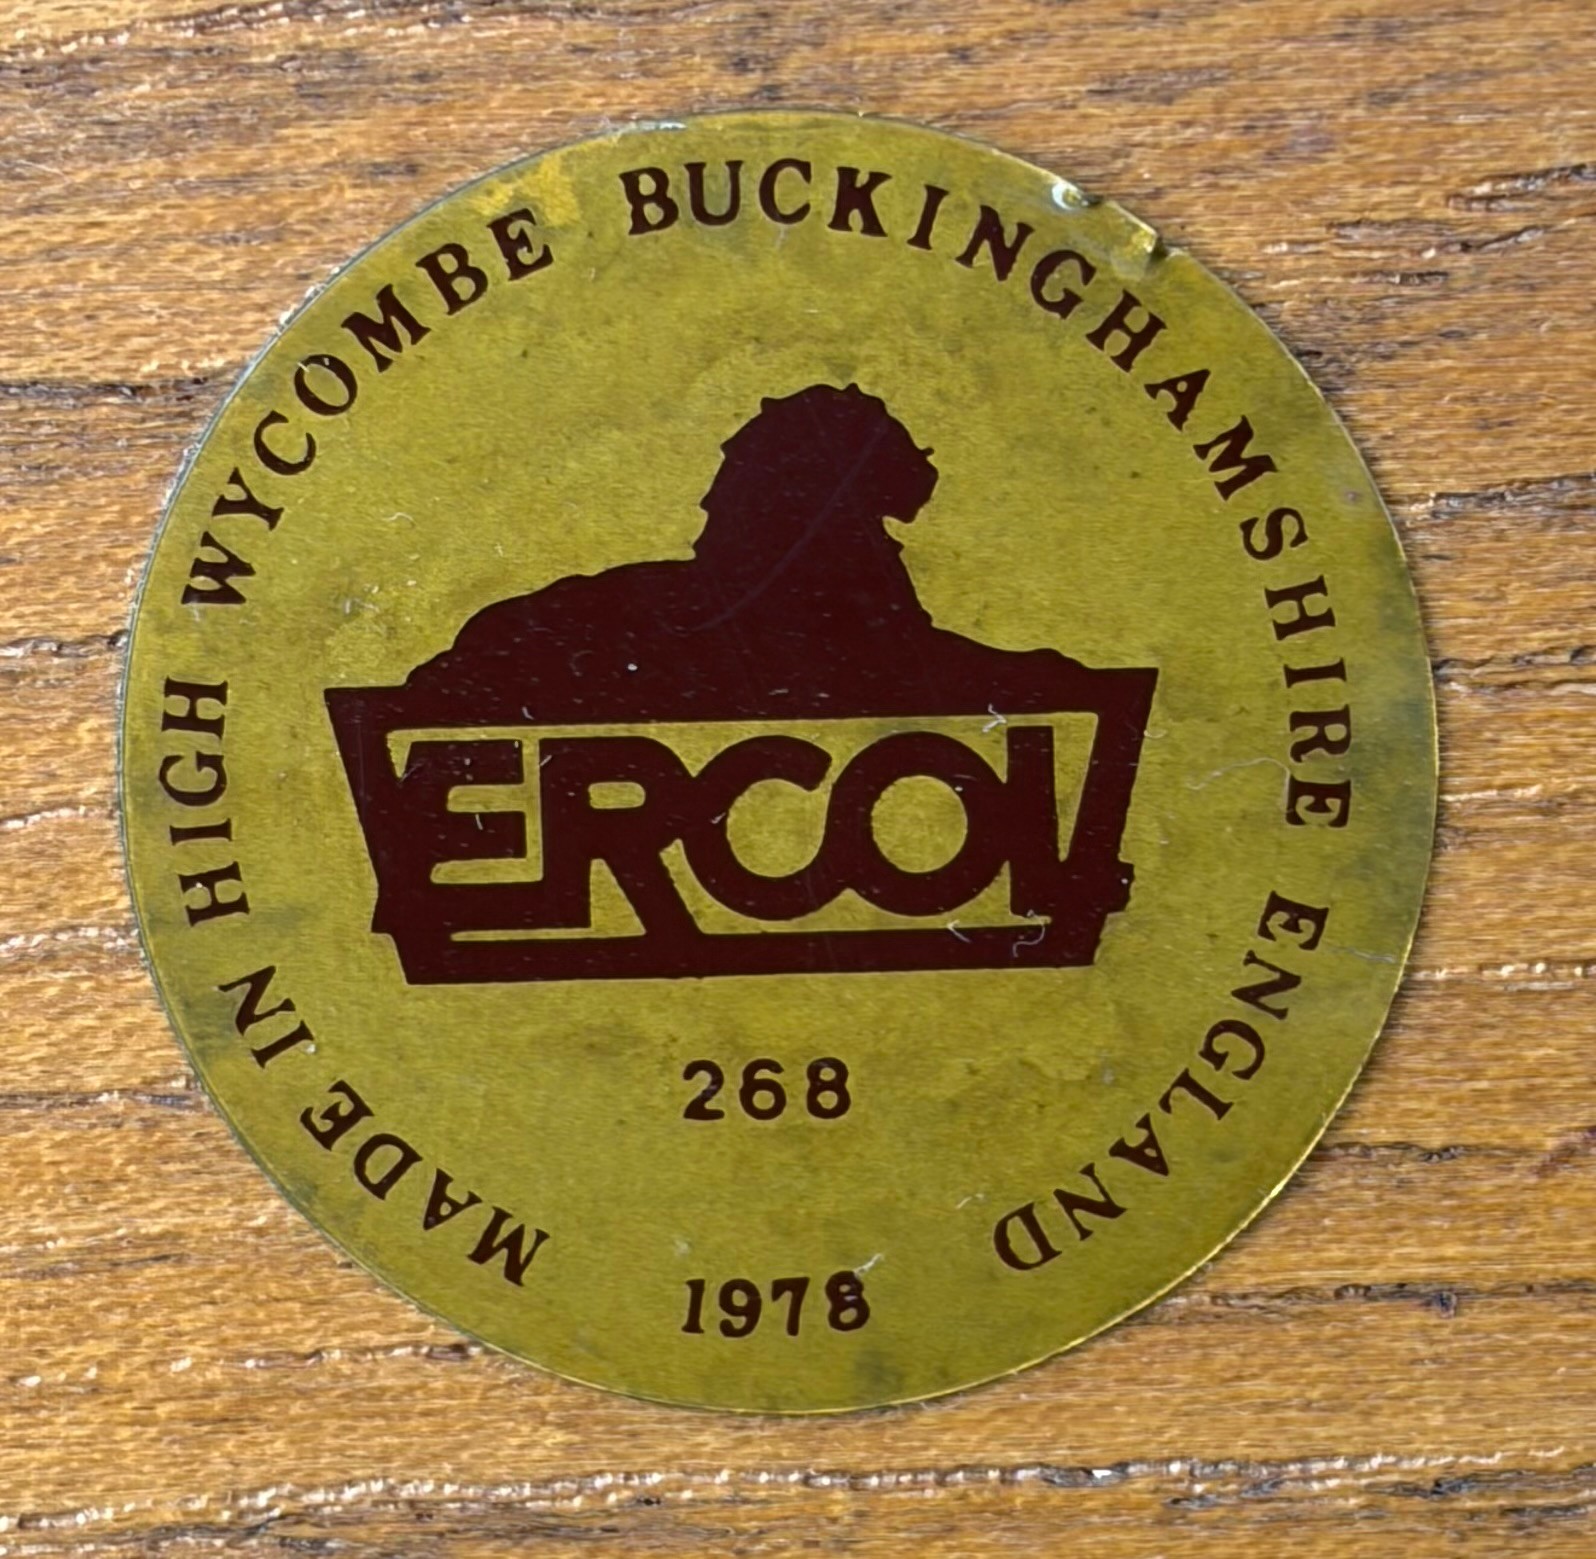 MADE IN HIGH WYCOMBE BUCKINGHAMSHIRE ENGLAND
ERCOL
268
1978